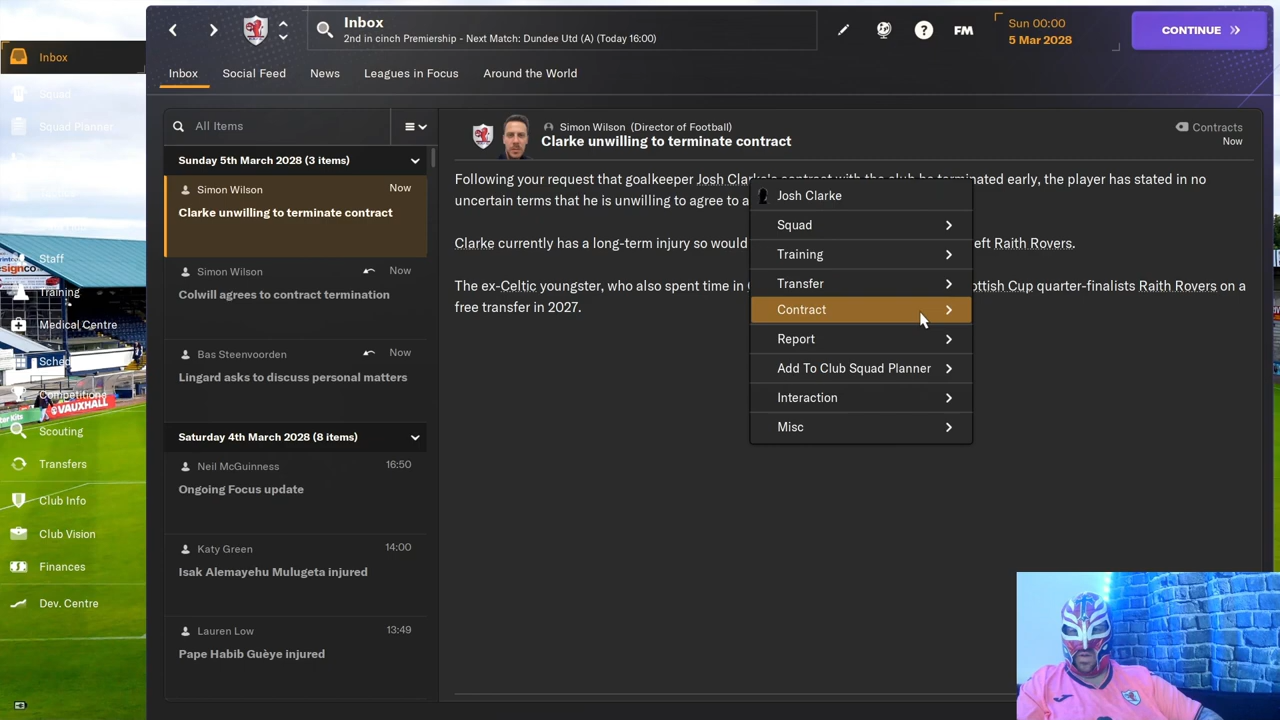 Inbox
2nd in cinch Premiership - Next Match: Dundee Utd (A) (Today 16:00)
FM
Sun 00:00
5 Mar 2028
CONTINUE
Inbox
Social Feed
News
Leagues in Focus
Around the World
Inbox
Squad
Squad Planner
Staff
Training
Medical Centre
Sched
Competitions
Scouting
Transfers
Club Info
Club Vision
Finances
Dev. Centre
All Items
Sunday 5th March 2028 (3 items)
Simon Wilson
Now
Clarke unwilling to terminate contract
Simon Wilson
Now
Colwill agrees to contract termination
Bas Steenvoorden
Now
Lingard asks to discuss personal matters
Saturday 4th March 2028 (8 items)
Neil McGuinness
16:50
Ongoing Focus update
Katy Green
14:00
Isak Alemayehu Mulugeta injured
Lauren Low
13:49
Pape Habib Guèye injured
Simon Wilson (Director of Football)
Clarke unwilling to terminate contract
Contracts
Now
Following your request that goalkeeper Josh Clarke's contract with the club be terminated early, the player has stated in no
uncertain terms that he is unwilling to agree to a
Clarke currently has a long-term injury so would eft Raith Rovers.
The ex-Celtic youngster, who also spent time in ottish Cup quarter-finalists Raith Rovers on a
free transfer in 2027.
Josh Clarke
Squad
Training
Transfer
Contract
Report
Add To Club Squad Planner
Interaction
Misc
VAUXHALL